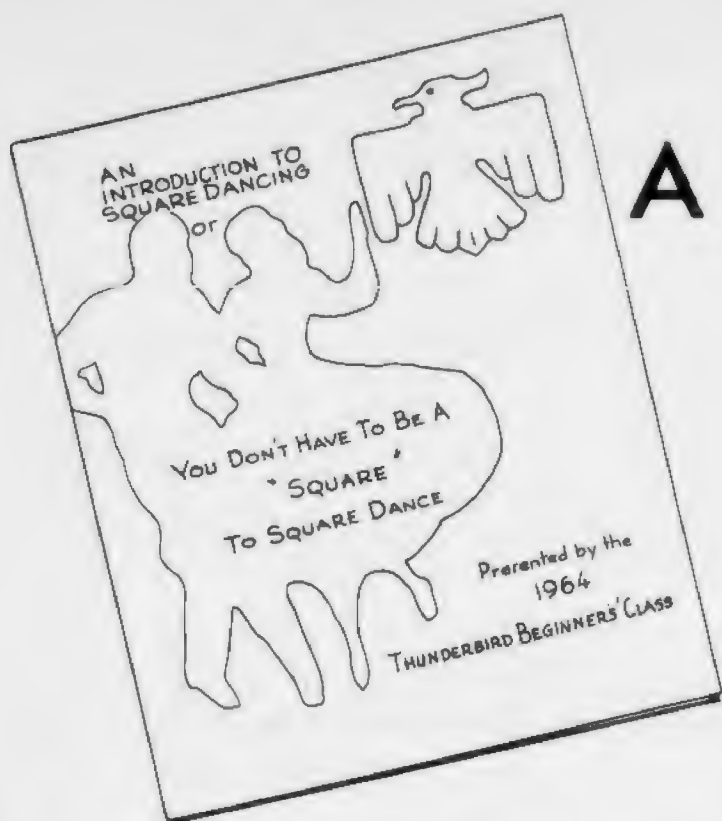 AN
INTRODUCTION TO
SQUARE DANCING
or
A
YOU DON'T HAVE TO BE A
"SQUARE"
TO SQUARE DANCE
Presented by the
1964
THUNDERBIRD BEGINNERS' CLASS